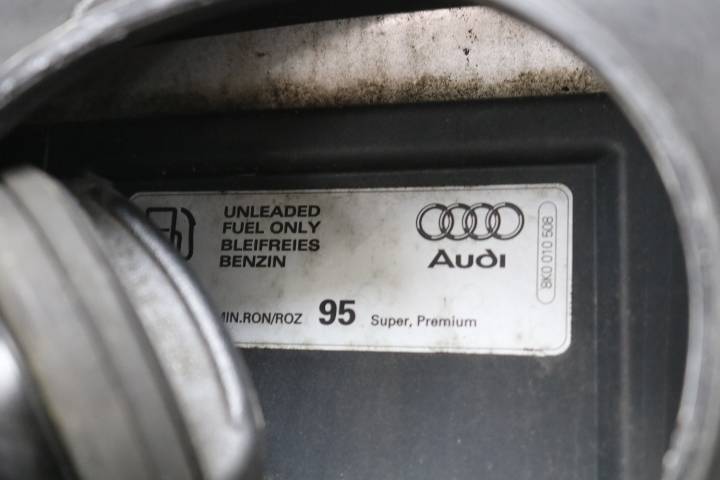 UNLEADED
FUEL ONLY
BLEIFREIES
BENZIN
Audi
8K0 010 508
MIN.RON/ROZ 95 Super, Premium